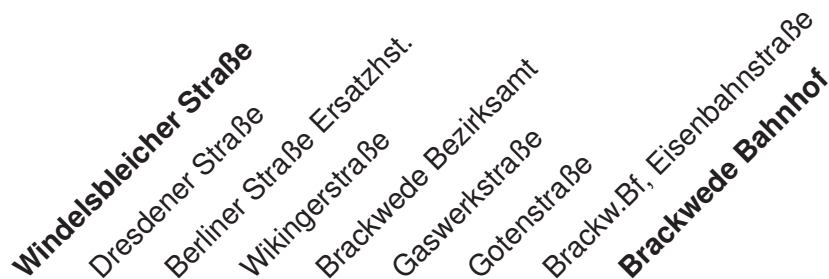 Windelsbleicher Straße
Dresdener Straße
Berliner Straße Ersatzhst.
Wikingerstraße
Brackwede Bezirksamt
Gaswerkstraße
Gotenstraße
Brackw.Bf, Eisenbahnstraße
Brackwede Bahnhof